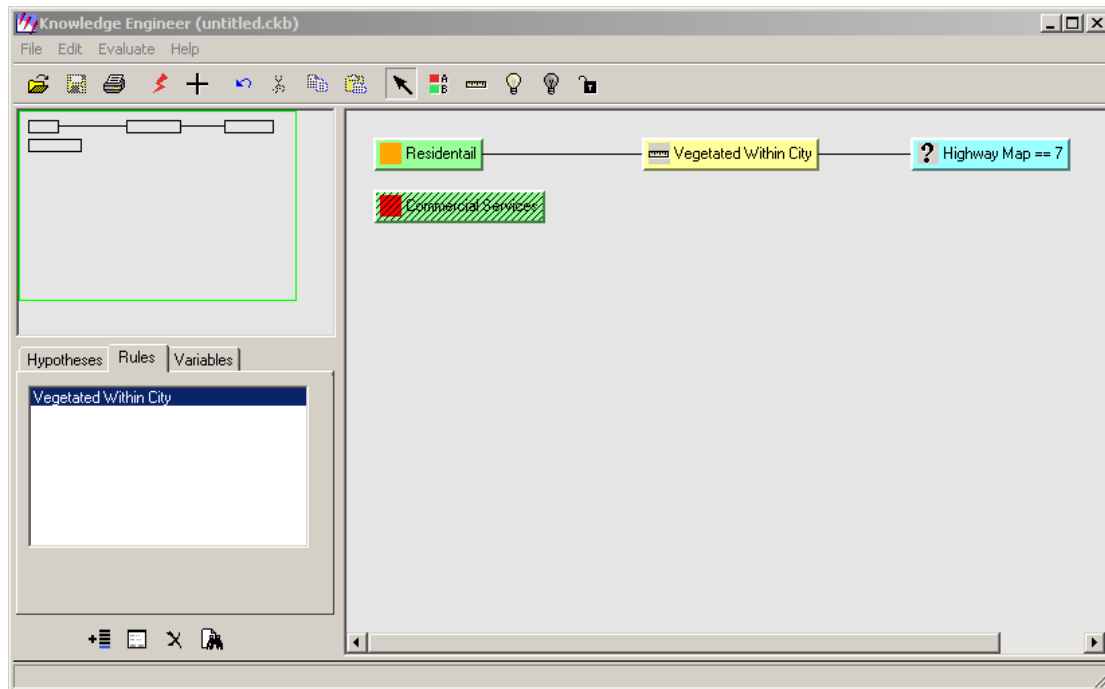 Knowledge Engineer (untitled.ckb)
File Edit Evaluate Help
A
B
Residentail
Vegetated Within City
? Highway Map == 7
Commercial Services
Hypotheses Rules Variables
Vegetated Within City